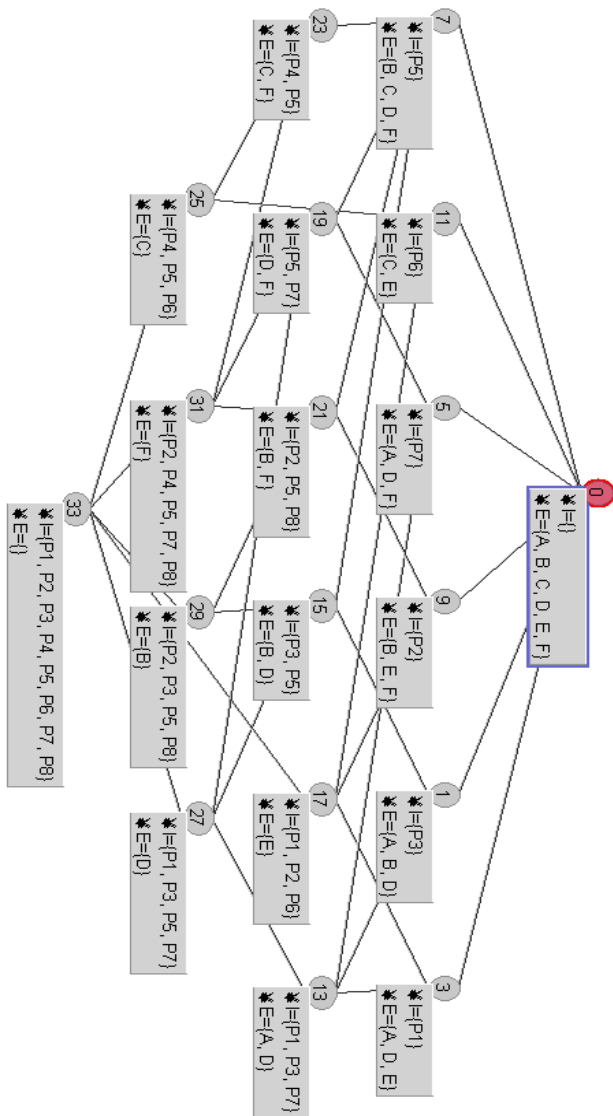 0
I={}
E={A, B, C, D, E, F}
7
I={P5}
E={B, C, D, F}
11
I={P6}
E={C, E}
5
I={P7}
E={A, D, F}
9
I={P2}
E={B, E, F}
1
I={P3}
E={A, B, D}
3
I={P1}
E={A, D, E}
23
I={P4, P5}
E={C, F}
19
I={P5, P7}
E={D, F}
21
I={P2, P5, P8}
E={B, F}
15
I={P3, P5}
E={B, D}
17
I={P1, P2, P6}
E={E}
13
I={P1, P3, P7}
E={A, D}
25
I={P4, P5, P6}
E={C}
31
I={P2, P4, P5, P7, P8}
E={F}
29
I={P2, P3, P5, P8}
E={B}
27
I={P1, P3, P5, P7}
E={D}
33
I={P1, P2, P3, P4, P5, P6, P7, P8}
E={}